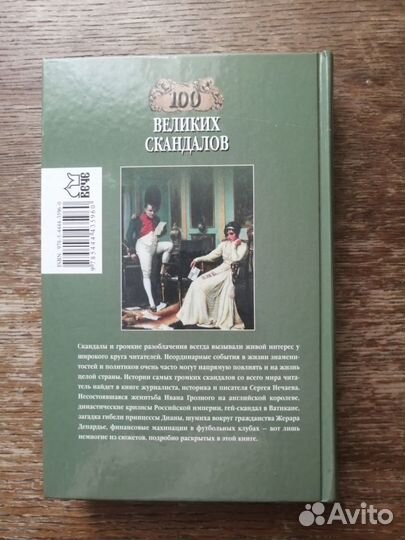 100
ВЕЛИКИХ
СКАНДАЛОВ
ВЕЧЕ
Скандалы и громкие разоблачения всегда вызывали живой интерес у
широкого круга читателей. Неординарные события в жизни знамени-
тостей и политиков очень часто могут напрямую повлиять и на жизнь
целой страны. Истории самых громких скандалов со всего мира чита-
тель найдет в книге журналиста, историка и писателя Сергея Нечаева.
Несостоявшаяся женитьба Ивана Грозного на английской королеве,
династические кризисы Российской империи, гей-скандал в Ватикане,
загадка гибели принцессы Дианы, шумиха вокруг гражданства Жерара
Депардье, финансовые махинации в футбольных клубах – вот лишь
немногие из сюжетов, подробно раскрытых в этой книге.
Avito